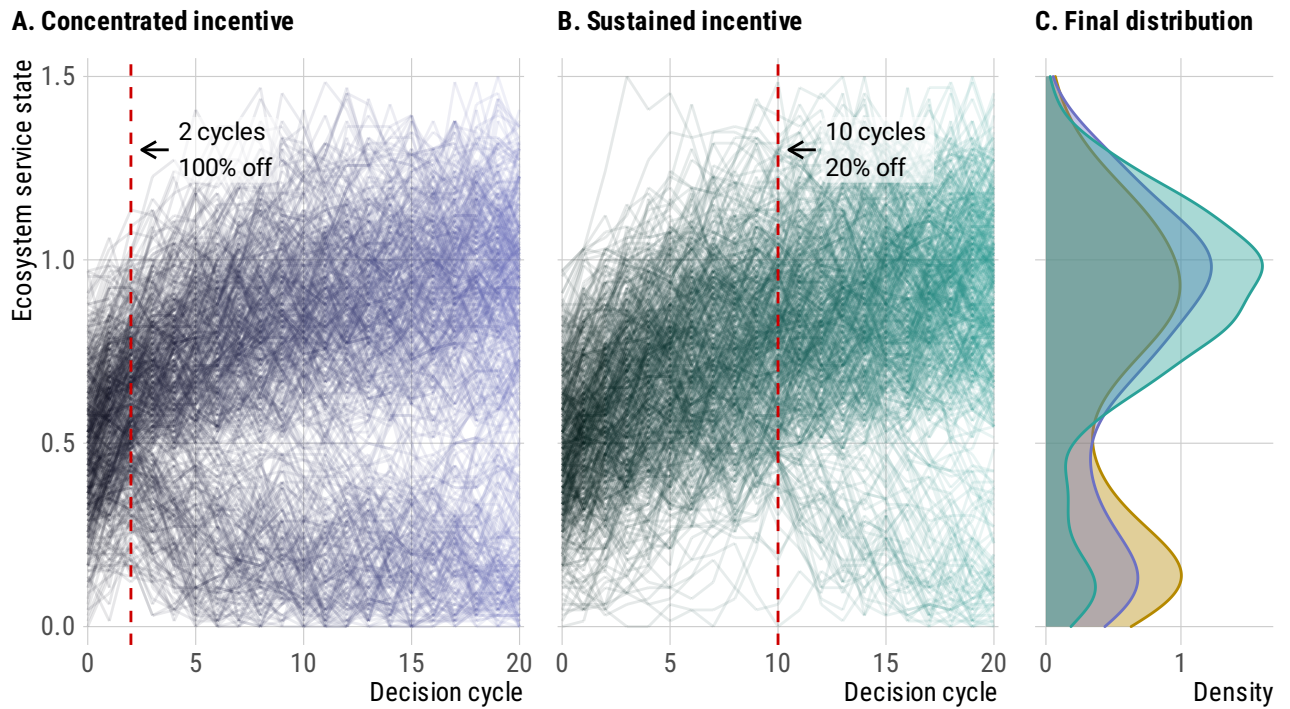 A. Concentrated incentive
B. Sustained incentive
C. Final distribution
Ecosystem service state
1.5
1.0
0.5
0.0
2 cycles
100% off
10 cycles
20% off
0
5
10
15
20
Decision cycle
0
5
10
15
20
Decision cycle
0
1
Density